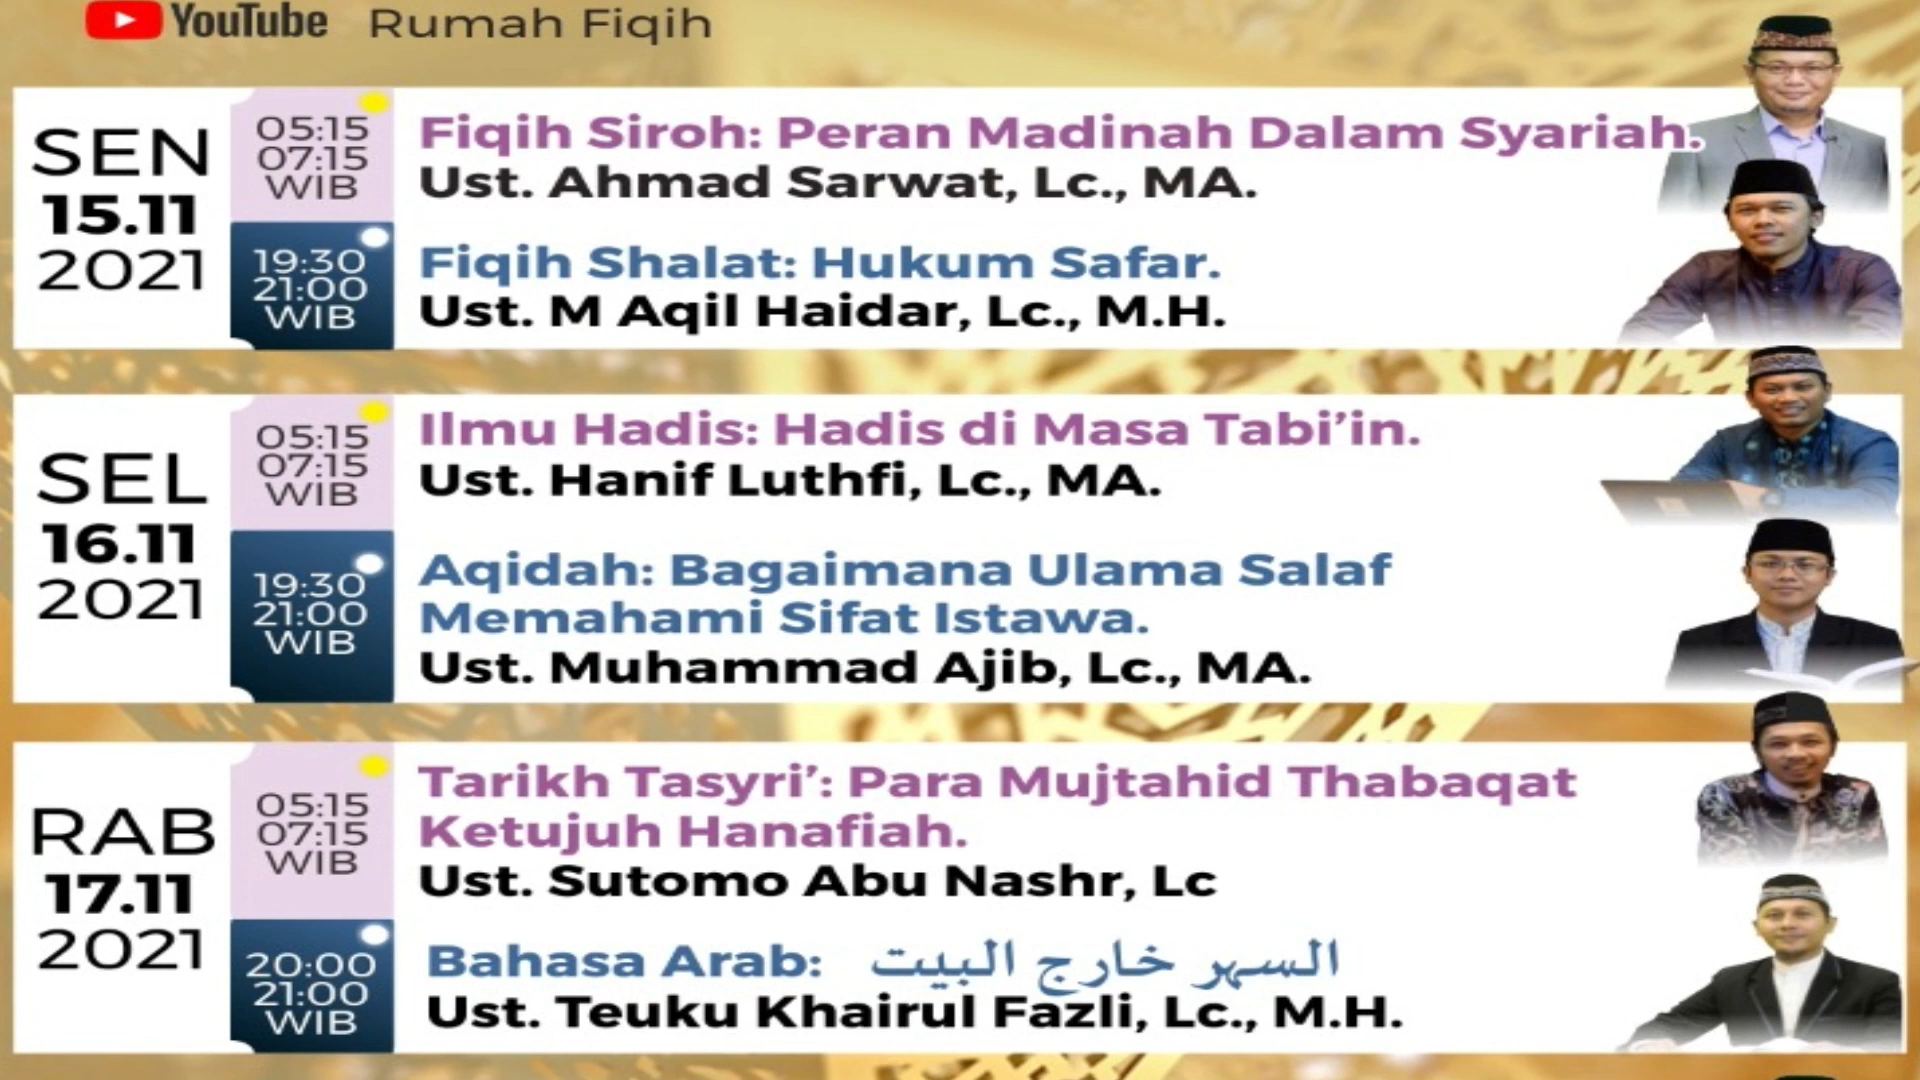 YouTube Rumah Fiqih
SEN
15.11
2021
05:15
07:15
WIB
Fiqih Siroh: Peran Madinah Dalam Syariah.
Ust. Ahmad Sarwat, Lc., MA.
19:30
21:00
WIB
Fiqih Shalat: Hukum Safar.
Ust. M Aqil Haidar, Lc., M.H.
SEL
16.11
2021
05:15
07:15
WIB
Ilmu Hadis: Hadis di Masa Tabi’in.
Ust. Hanif Luthfi, Lc., MA.
19:30
21:00
WIB
Aqidah: Bagaimana Ulama Salaf
Memahami Sifat Istawa.
Ust. Muhammad Ajib, Lc., MA.
RAB
17.11
2021
05:15
07:15
WIB
Tarikh Tasyri’: Para Mujtahid Thabaqat
Ketujuh Hanafiah.
Ust. Sutomo Abu Nashr, Lc
20:00
21:00
WIB
Bahasa Arab: السهر خارج البيت
Ust. Teuku Khairul Fazli, Lc., M.H.